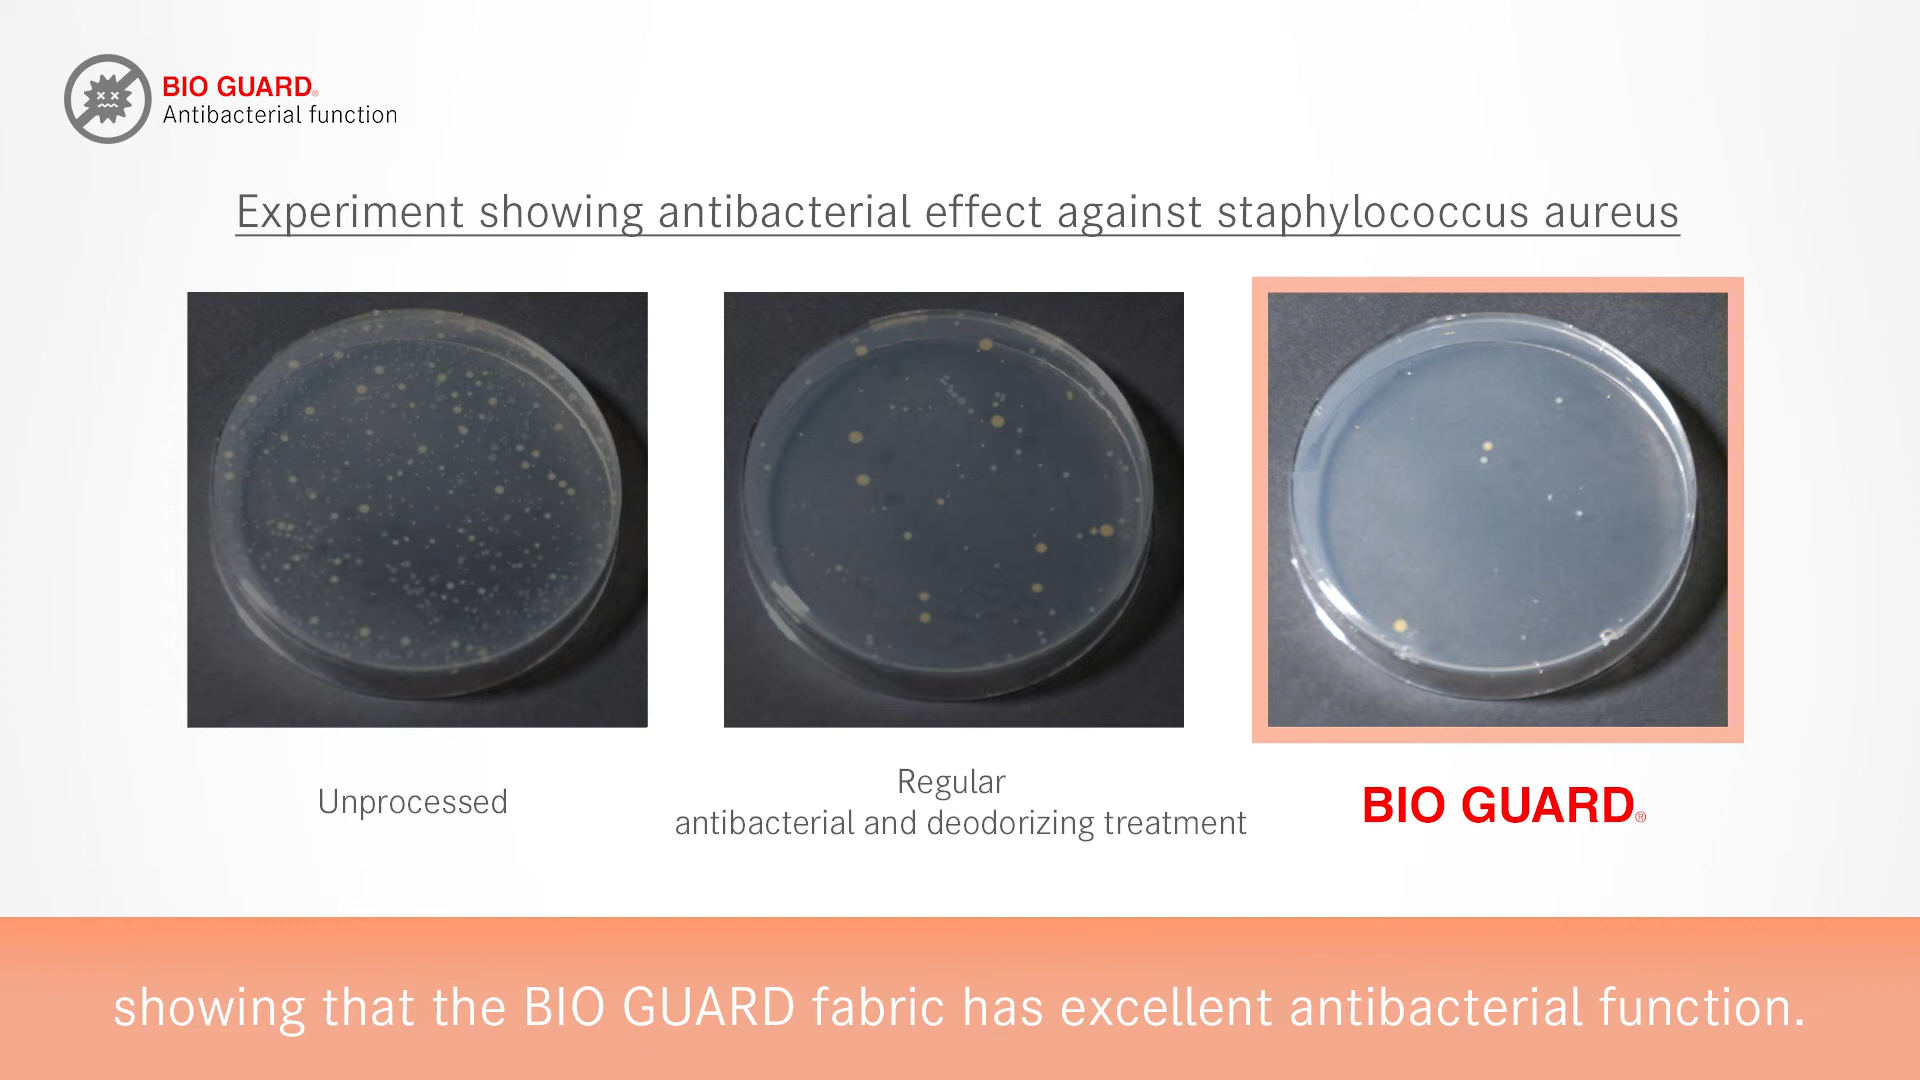 BIO GUARD®
Antibacterial function
Experiment showing antibacterial effect against staphylococcus aureus
Unprocessed
Regular
antibacterial and deodorizing treatment
BIO GUARD®
showing that the BIO GUARD fabric has excellent antibacterial function.